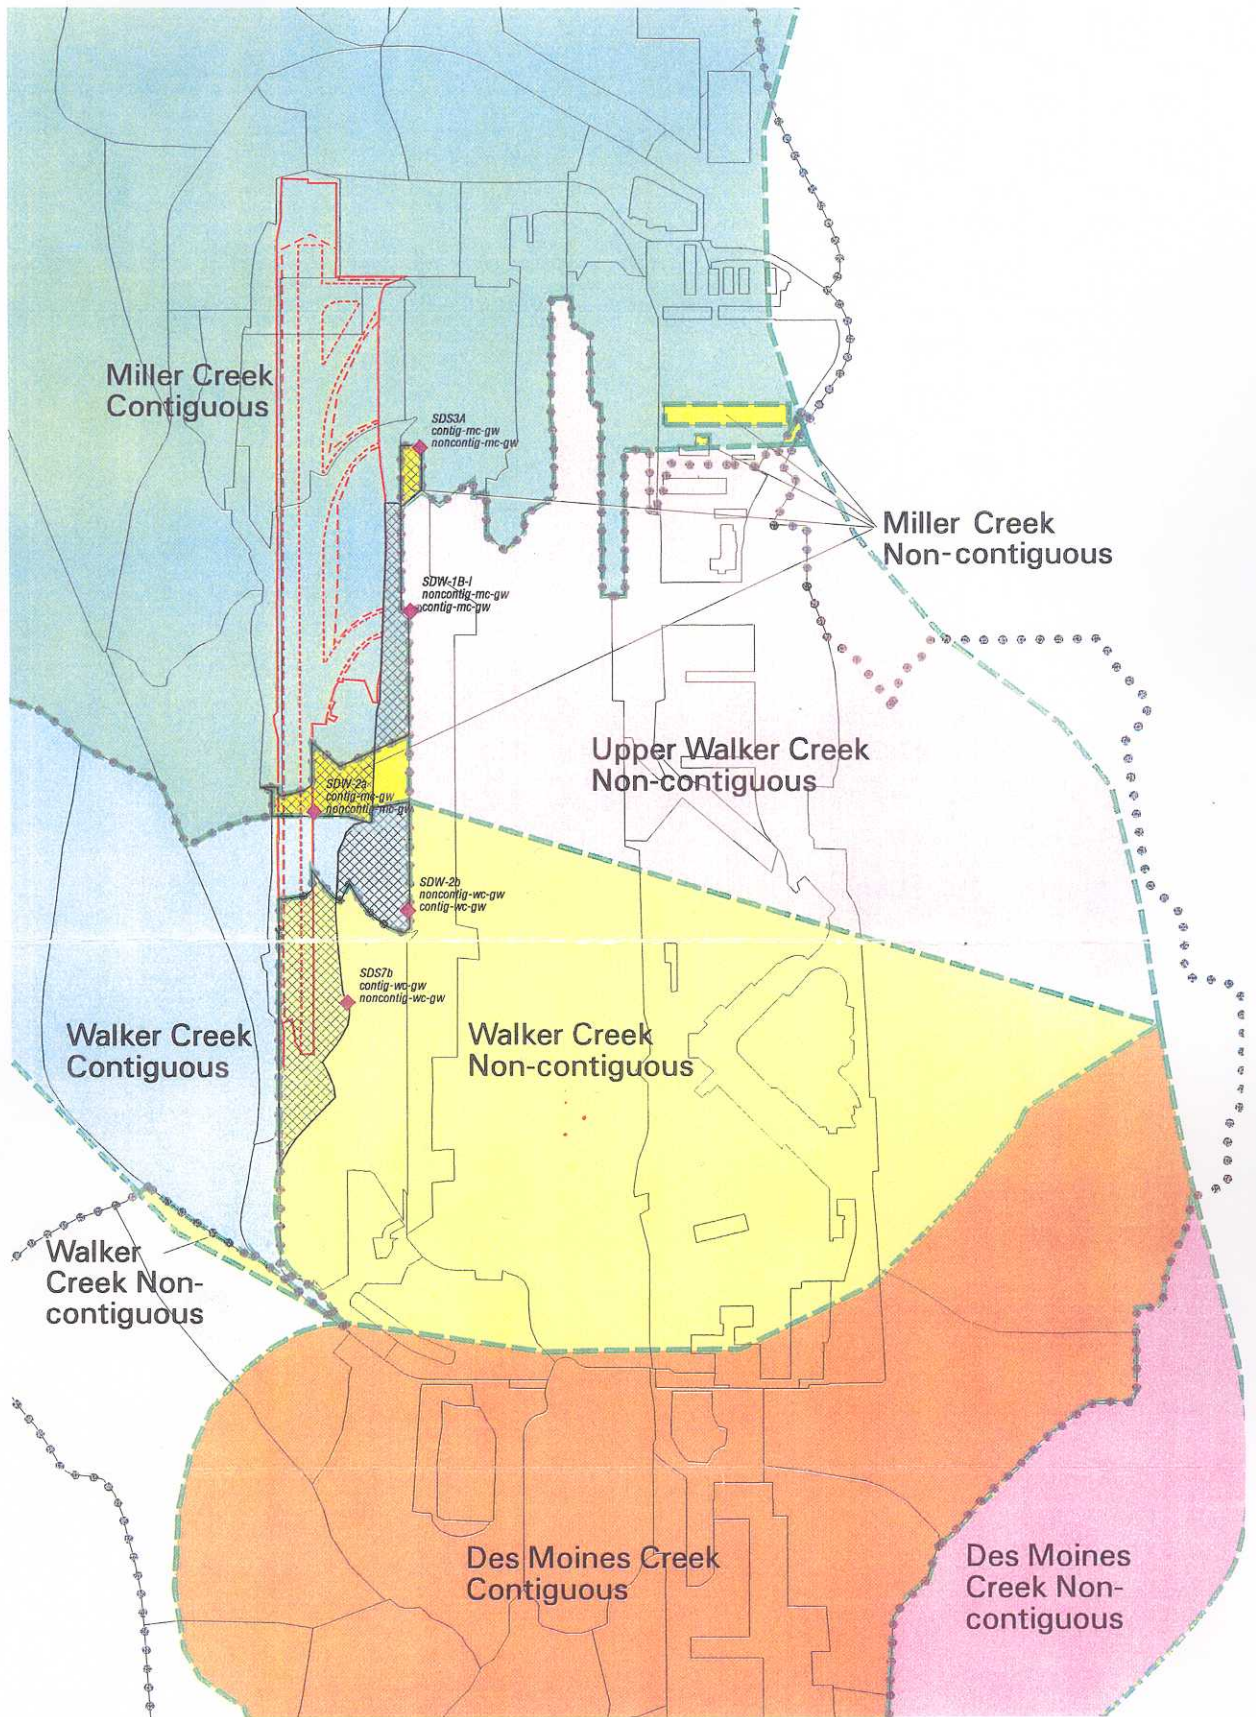 Miller Creek
Contiguous
SDS3A
contig-mc-gw
noncontig-mc-gw
Miller Creek
Non-contiguous
SDW-1B-I
noncontig-mc-gw
contig-mc-gw
Upper Walker Creek
Non-contiguous
SDW-2a
contig-mc-gw
noncontig-mc-gw
SDW-2b
noncontig-wc-gw
contig-wc-gw
SDS7b
contig-wc-gw
noncontig-wc-gw
Walker Creek
Contiguous
Walker Creek
Non-contiguous
Walker
Creek Non-
contiguous
Des Moines Creek
Contiguous
Des Moines
Creek Non-
contiguous